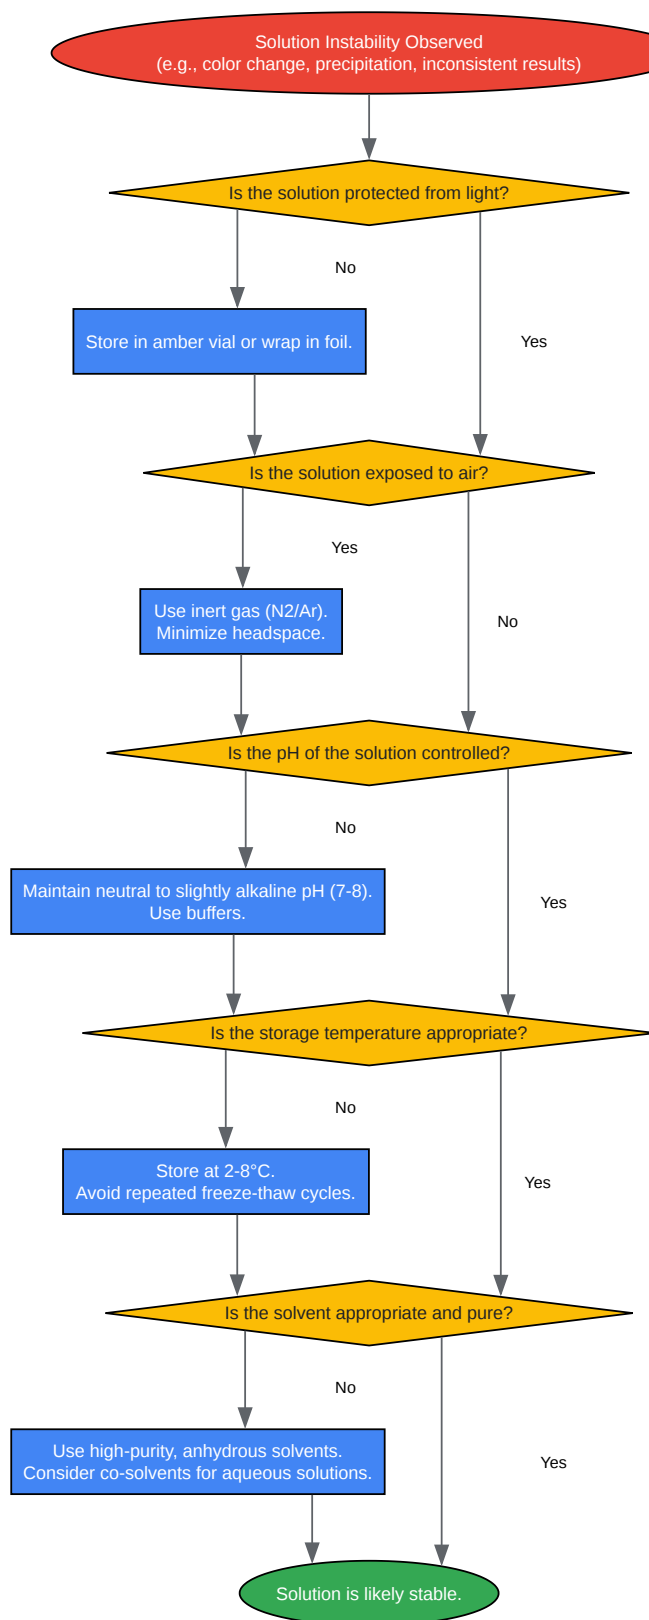 Solution Instability Observed
(e.g., color change, precipitation, inconsistent results)
Is the solution protected from light?
No
Store in amber vial or wrap in foil.
Yes
Is the solution exposed to air?
Yes
Use inert gas (N2/Ar).
Minimize headspace.
No
Is the pH of the solution controlled?
No
Maintain neutral to slightly alkaline pH (7-8).
Use buffers.
Yes
Is the storage temperature appropriate?
No
Store at 2-8°C.
Avoid repeated freeze-thaw cycles.
Yes
Is the solvent appropriate and pure?
No
Use high-purity, anhydrous solvents.
Consider co-solvents for aqueous solutions.
Yes
Solution is likely stable.